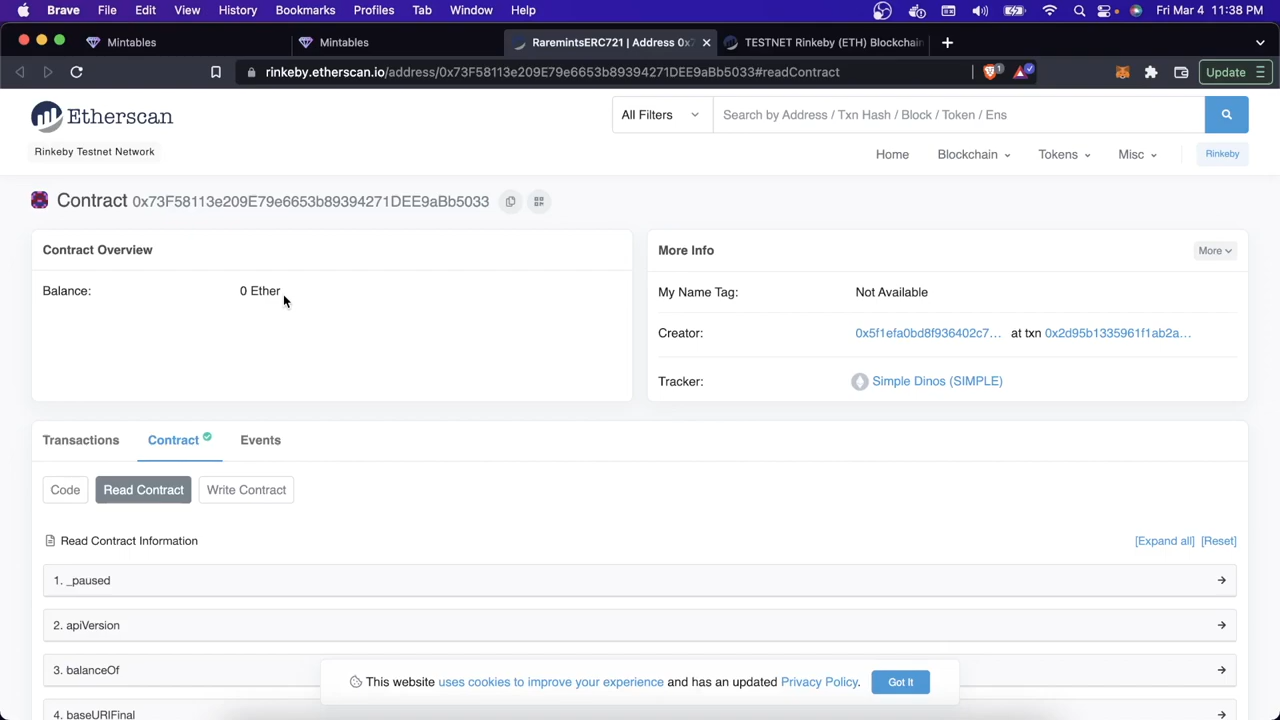 Brave File Edit View History Bookmarks Profiles Tab Window Help Fri Mar 4 11:38 PM
Mintables Mintables RaremintsERC721 | Address 0x7 TESTNET Rinkeby (ETH) Blockchain
rinkeby.etherscan.io/address/0x73F58113e209E79e6653b89394271DEE9aBb5033#readContract 1 Update
Etherscan
All Filters Search by Address / Txn Hash / Block / Token / Ens
Rinkeby Testnet Network
Home Blockchain Tokens Misc Rinkeby
Contract 0x73F58113e209E79e6653b89394271DEE9aBb5033
Contract Overview
Balance: 0 Ether
More Info More
My Name Tag: Not Available
Creator: 0x5f1efa0bd8f936402c7... at txn 0x2d95b1335961f1ab2a...
Tracker: Simple Dinos (SIMPLE)
Transactions Contract Events
Code Read Contract Write Contract
Read Contract Information [Expand all] [Reset]
1. _paused
2. apiVersion
3. balanceOf
4. baseURIFinal
This website uses cookies to improve your experience and has an updated Privacy Policy. Got It